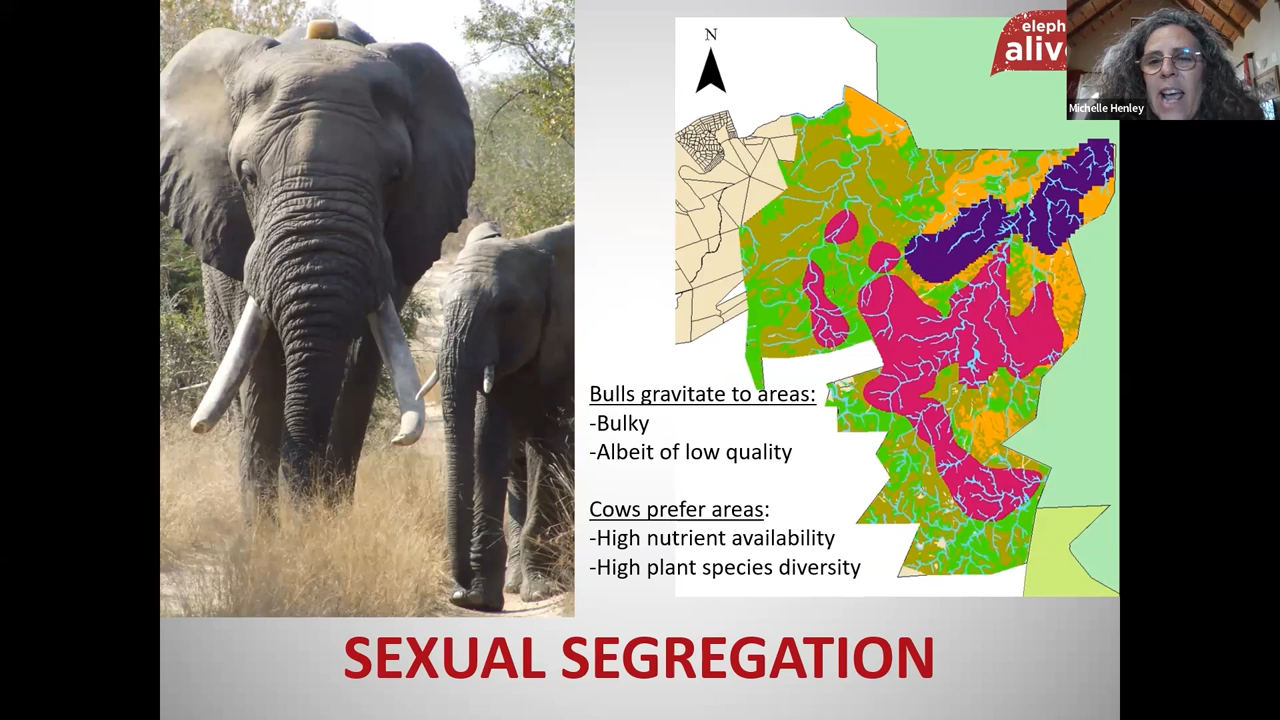 N
eleph
aliv
Michelle Henley
Bulls gravitate to areas:
-Bulky
-Albeit of low quality
Cows prefer areas:
-High nutrient availability
-High plant species diversity
SEXUAL SEGREGATION